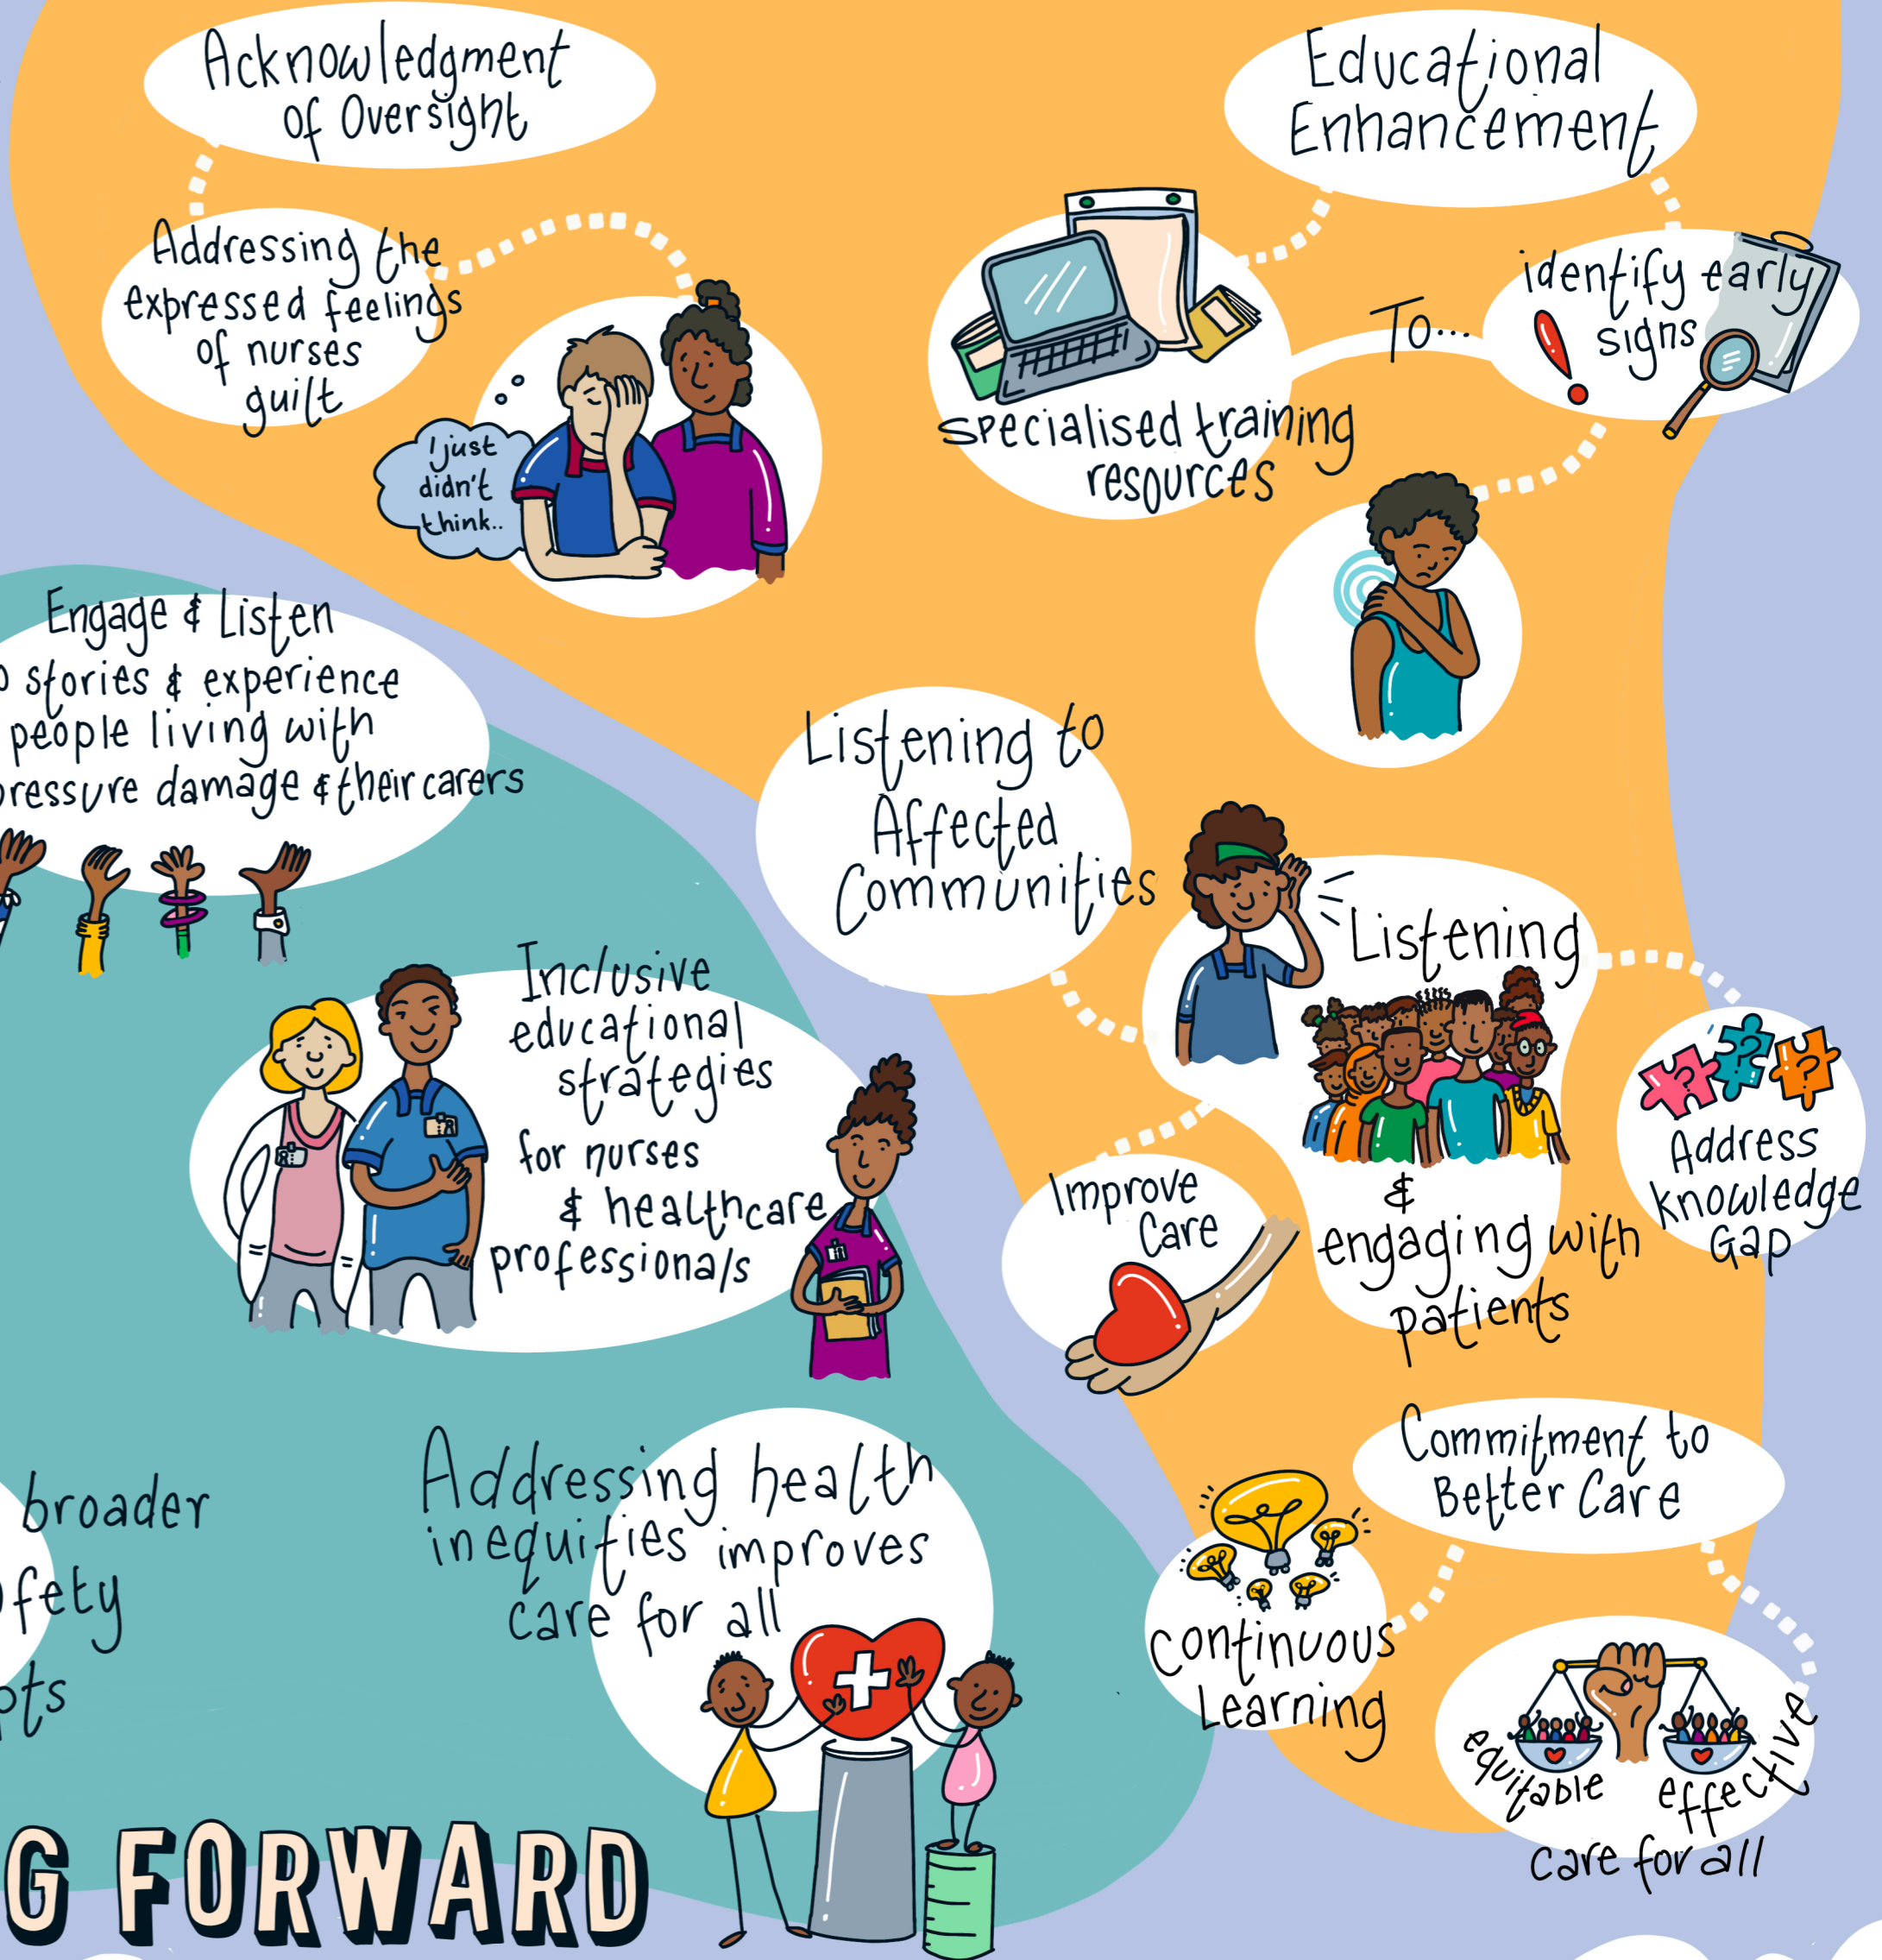 Acknowledgment
of Oversight
Addressing the
expressed feelings
of nurses
guilt
I just
didn't
think..
Educational
Enhancement
specialised training
resources
To...
identify early
signs
Engage & Listen
stories & experience
people living with
pressure damage & their carers
Inclusive
educational
strategies
for nurses
& healthcare
professionals
Listening to
Affected
Communities
Listening
&
engaging with
patients
Address
knowledge
Gap
Improve
Care
Commitment to
Better Care
continuous
Learning
equitable
effective
care for all
broader
Addressing health
inequities improves
care for all
G FORWARD